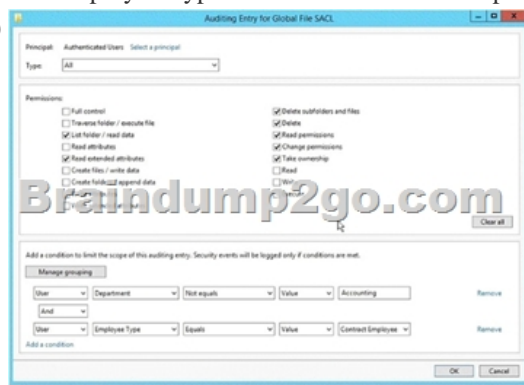 Auditing Entry for Global File SACL
Principal: Authenticated Users Select a principal
Type: All
Permissions:
Full control
Traverse folder / execute file
List folder / read data
Read attributes
Read extended attributes
Create files / write data
Create folders / append data
Delete subfolders and files
Delete
Read permissions
Change permissions
Take ownership
Read
Braindump2go.com
Clear all
Add a condition to limit the scope of this auditing entry. Security events will be logged only if conditions are met.
Manage grouping
User Department Not equals Value Accounting Remove
And
User Employee Type Equals Value Contract Employee Remove
Add a condition
OK Cancel